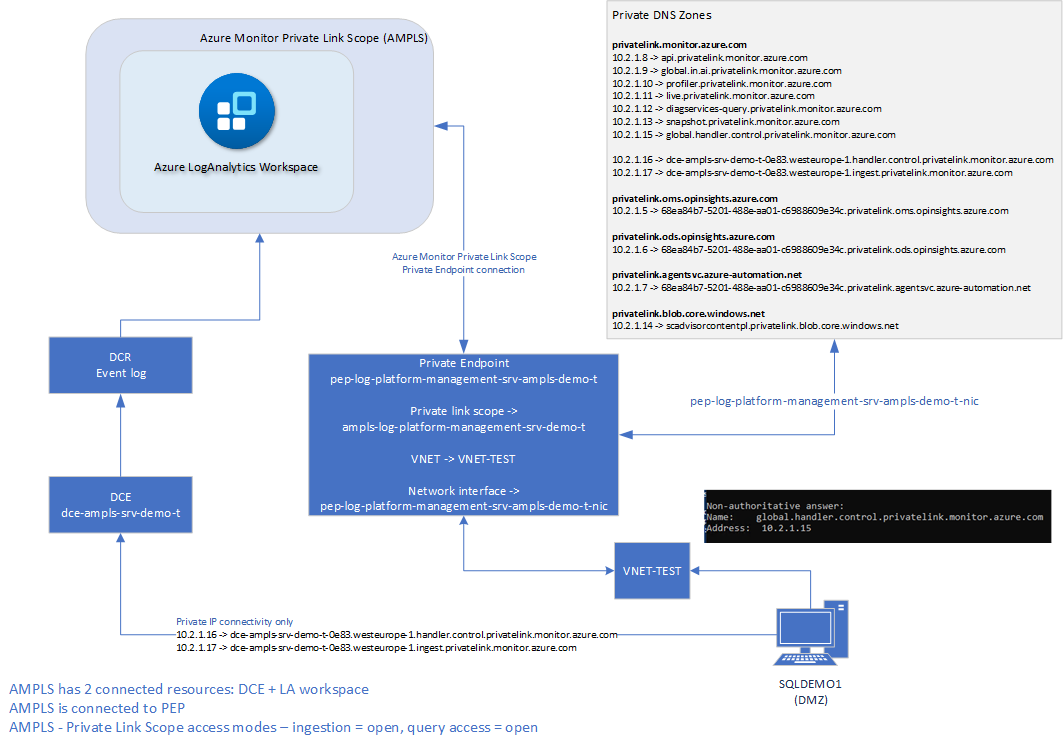 Azure Monitor Private Link Scope (AMPLS)
Azure LogAnalytics Workspace
Private DNS Zones
privatelink.monitor.azure.com
10.2.1.8 -> api.privatelink.monitor.azure.com
10.2.1.9 -> global.in.ai.privatelink.monitor.azure.com
10.2.1.10 -> profiler.privatelink.monitor.azure.com
10.2.1.11 -> live.privatelink.monitor.azure.com
10.2.1.12 -> diagservices-query.privatelink.monitor.azure.com
10.2.1.13 -> snapshot.privatelink.monitor.azure.com
10.2.1.15 -> global.handler.control.privatelink.monitor.azure.com
10.2.1.16 -> dce-ampls-srv-demo-t-0e83.westeurope-1.handler.control.privatelink.monitor.azure.com
10.2.1.17 -> dce-ampls-srv-demo-t-0e83.westeurope-1.ingest.privatelink.monitor.azure.com
privatelink.oms.opinsights.azure.com
10.2.1.5 -> 68ea84b7-5201-488e-aa01-c6988609e34c.privatelink.oms.opinsights.azure.com
privatelink.ods.opinsights.azure.com
10.2.1.6 -> 68ea84b7-5201-488e-aa01-c6988609e34c.privatelink.ods.opinsights.azure.com
privatelink.agentsvc.azure-automation.net
10.2.1.7 -> 68ea84b7-5201-488e-aa01-c6988609e34c.privatelink.agentsvc.azure-automation.net
privatelink.blob.core.windows.net
10.2.1.14 -> scadvisorcontentpl.privatelink.blob.core.windows.net
Azure Monitor Private Link Scope
Private Endpoint connection
DCR
Event log
Private Endpoint
pep-log-platform-management-srv-ampls-demo-t
Private link scope ->
ampls-log-platform-management-srv-demo-t
VNET -> VNET-TEST
Network interface ->
pep-log-platform-management-srv-ampls-demo-t-nic
pep-log-platform-management-srv-ampls-demo-t-nic
DCE
dce-ampls-srv-demo-t
Non-authoritative answer:
Name: global.handler.control.privatelink.monitor.azure.com
Address: 10.2.1.15
VNET-TEST
Private IP connectivity only
10.2.1.16 -> dce-ampls-srv-demo-t-0e83.westeurope-1.handler.control.privatelink.monitor.azure.com
10.2.1.17 -> dce-ampls-srv-demo-t-0e83.westeurope-1.ingest.privatelink.monitor.azure.com
SQLDEMO1
(DMZ)
AMPLS has 2 connected resources: DCE + LA workspace
AMPLS is connected to PEP
AMPLS - Private Link Scope access modes – ingestion = open, query access = open